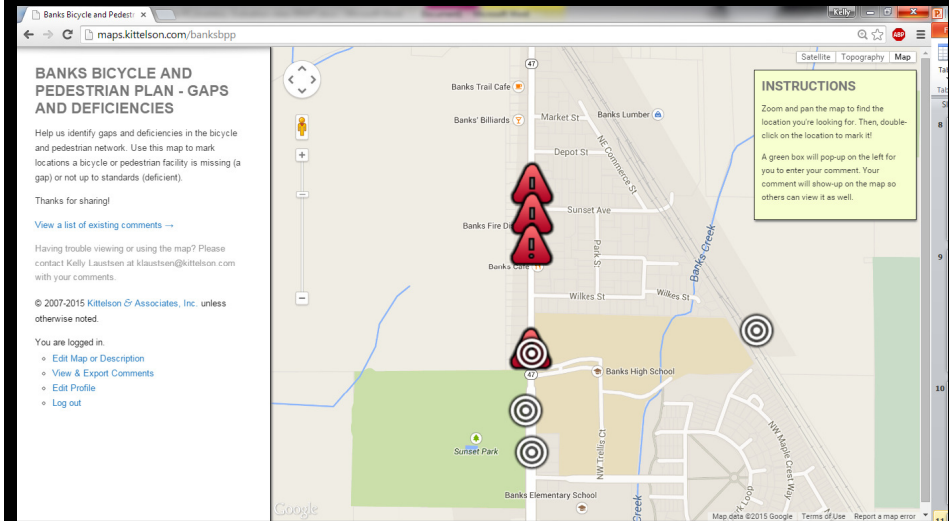 Banks Bicycle and Pedestr
Kelly
maps.kittelson.com/banksbpp
ABP
BANKS BICYCLE AND
PEDESTRIAN PLAN - GAPS
AND DEFICIENCIES
Help us identify gaps and deficiencies in the bicycle
and pedestrian network. Use this map to mark
locations a bicycle or pedestrian facility is missing (a
gap) or not up to standards (deficient).
Thanks for sharing!
View a list of existing comments →
Having trouble viewing or using the map? Please
contact Kelly Laustsen at klaustsen@kittelson.com
with your comments.
© 2007-2015 Kittelson & Associates, Inc. unless
otherwise noted.
You are logged in.
Edit Map or Description
View & Export Comments
Edit Profile
Log out
Satellite Topography Map
INSTRUCTIONS
Zoom and pan the map to find the
location you're looking for. Then, double-
click on the location to mark it!
A green box will pop-up on the left for
you to enter your comment. Your
comment will show-up on the map so
others can view it as well.
47
Banks Trail Cafe
Banks' Billiards
Market St
Banks Lumber
NE Commerce St
Depot St
Sunset Ave
Banks Fire Di
Park St
Banks Creek
Banks Cafe
Wilkes St
Wilkes St
47
Banks High School
Sunset Park
NW Trellis Ct
NW Maple Crest Way
Banks Elementary School
Creek
Loop
Google
Map data ©2015 Google Terms of Use Report a map error
8
9
10